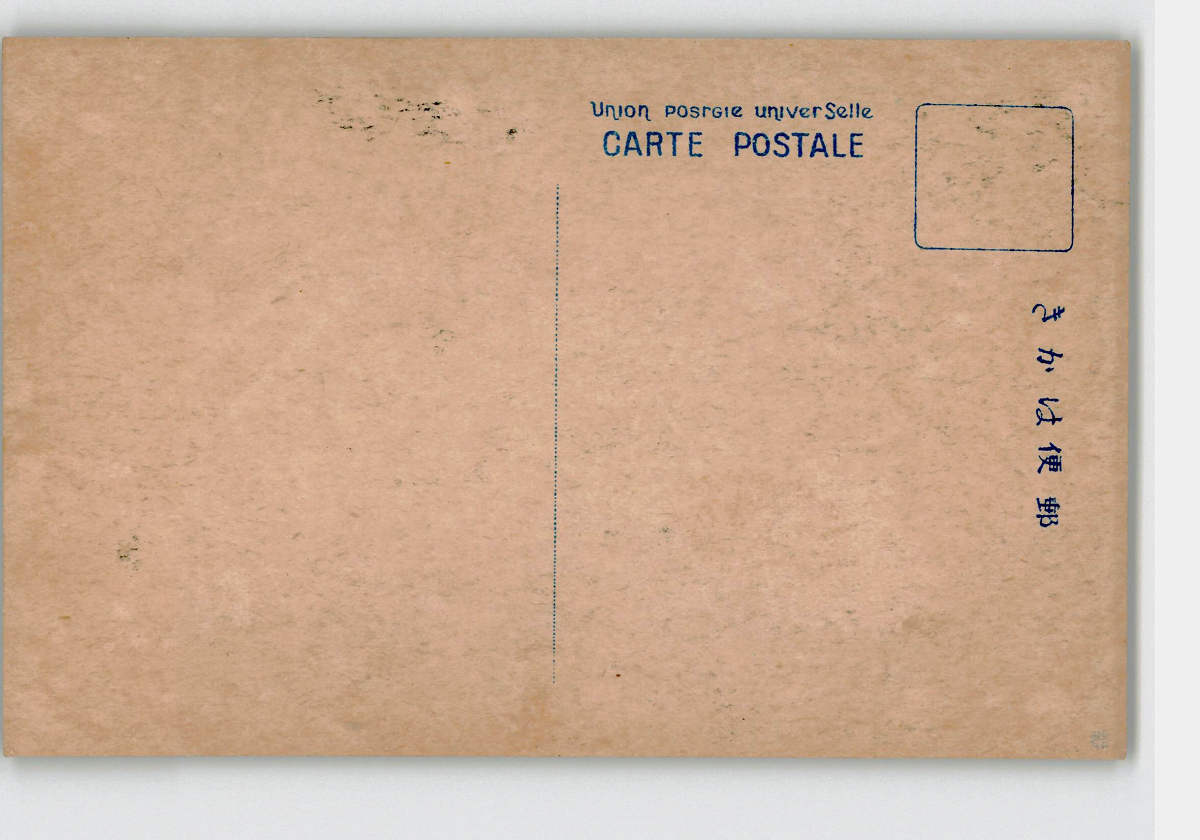 Union posrGie univerSelle
CARTE POSTALE
きかは便郵